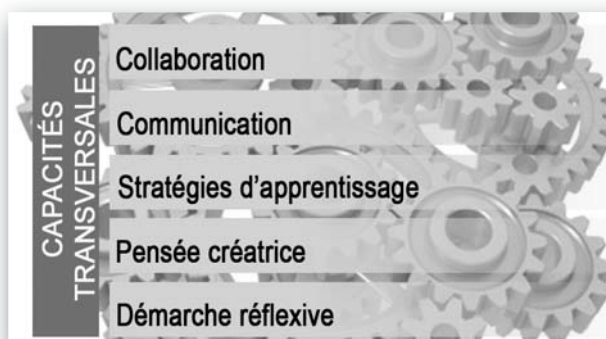 CAPACITÉS
TRANSVERSALES
Collaboration
Communication
Stratégies d'apprentissage
Pensée créatrice
Démarche réflexive